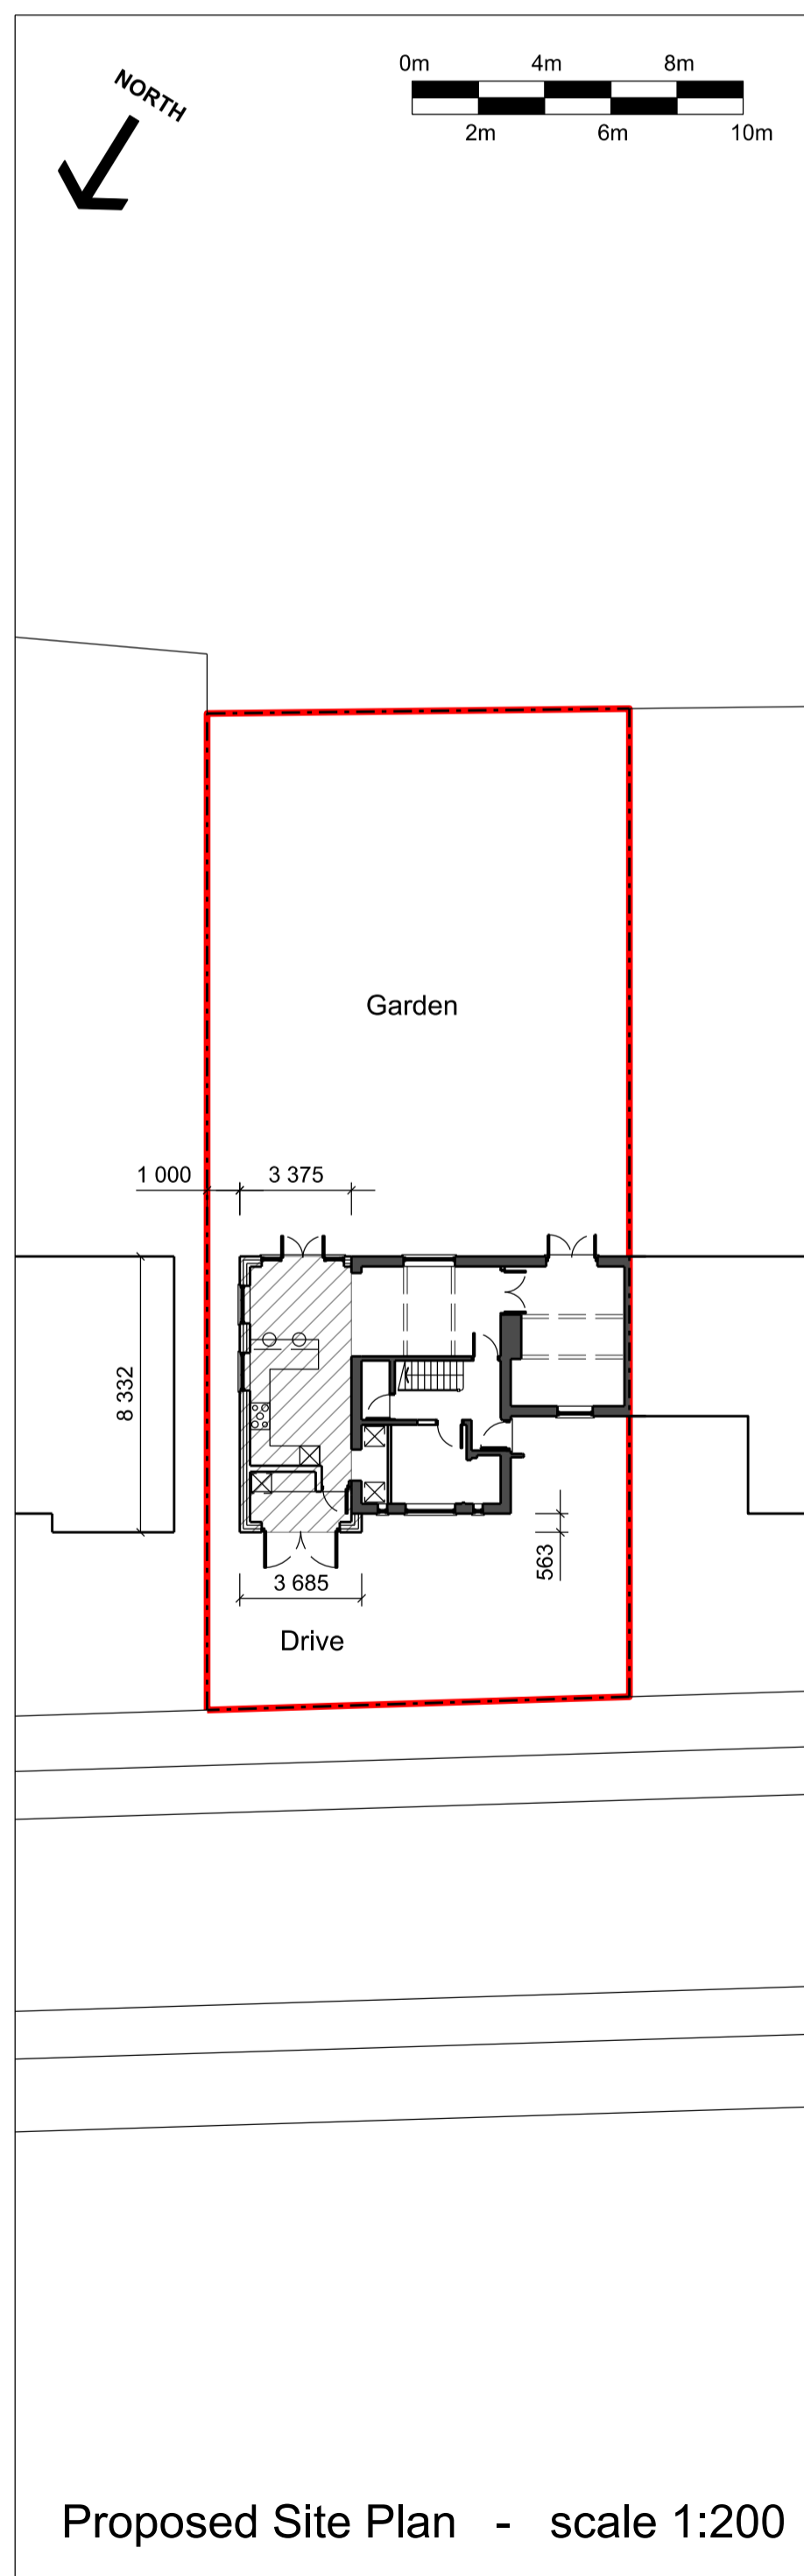 0m 4m 8m
NORTH
2m 6m 10m
Garden
1 000 3 375
8 332
563
3 685
Drive
Proposed Site Plan - scale 1:200